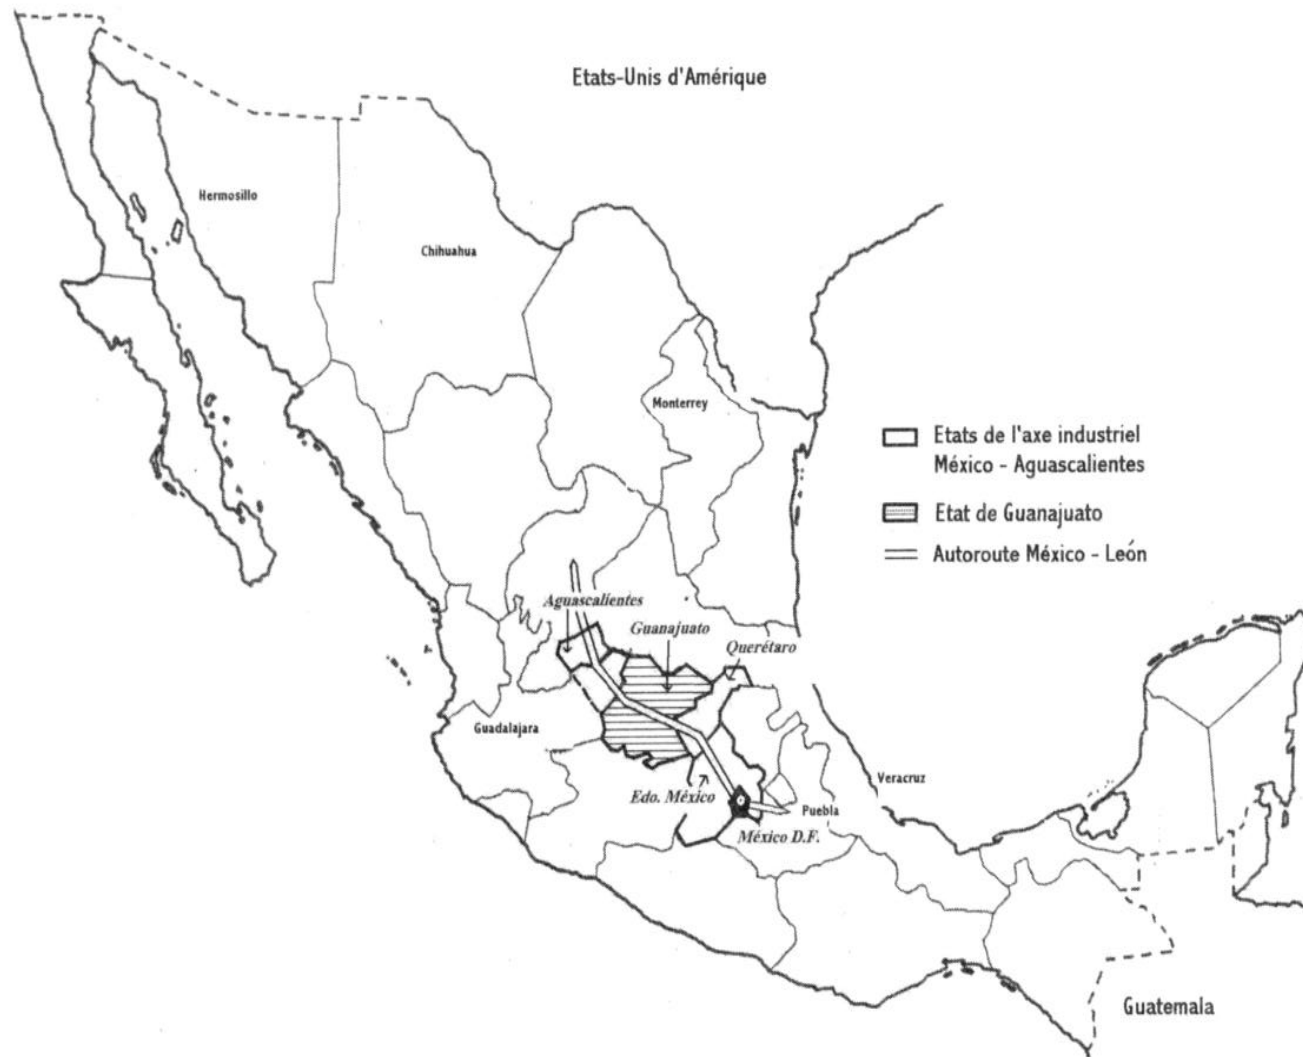 Etats-Unis d'Amérique
Hermosillo
Chihuahua
Monterrey
Etats de l'axe industriel
México - Aguascalientes
Etat de Guanajuato
Autoroute México - León
Aguascalientes
Guanajuato
Querétaro
Guadalajara
Veracruz
Edo. México
Puebla
México D.F.
Guatemala